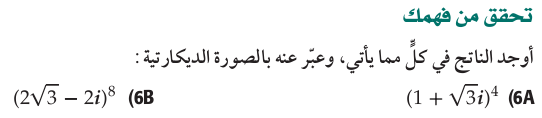 تحقق من فهمك
أوجد الناتج في كلٍّ مما يأتي، وعبّر عنه بالصورة الديكارتية :
(6A (1 + √3i)⁴ (6B (2√3 − 2i)⁸